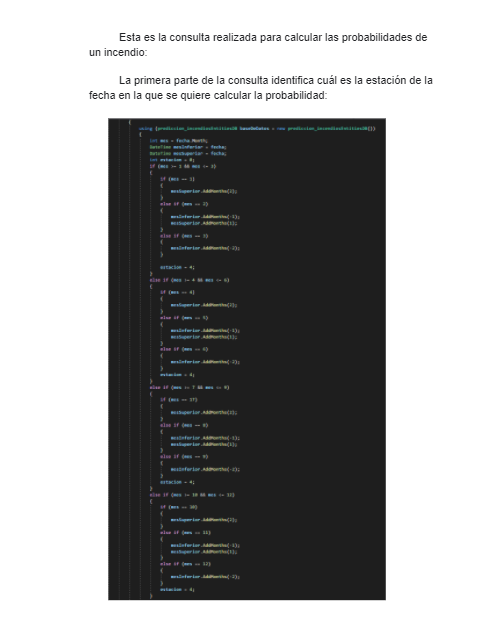 Esta es la consulta realizada para calcular las probabilidades de
un incendio:
La primera parte de la consulta identifica cuál es la estación de la
fecha en la que se quiere calcular la probabilidad:
{
using (prediccion_incendiosEntitiesDB baseDeDatos = new prediccion_incendiosEntitiesDB())
{
int mes = fecha.Month;
DateTime mesInferior = fecha;
DateTime mesSuperior = fecha;
int estacion = 0;
if (mes >= 1 && mes <= 3)
{
if (mes == 1)
{
mesSuperior.AddMonths(2);
}
else if (mes == 2)
{
mesInferior.AddMonths(-1);
mesSuperior.AddMonths(1);
}
else if (mes == 3)
{
mesInferior.AddMonths(-2);
}
estacion = 4;
}
else if (mes >= 4 && mes <= 6)
{
if (mes == 4)
{
mesSuperior.AddMonths(2);
}
else if (mes == 5)
{
mesInferior.AddMonths(-1);
mesSuperior.AddMonths(1);
}
else if (mes == 6)
{
mesInferior.AddMonths(-2);
}
estacion = 4;
}
else if (mes >= 7 && mes <= 9)
{
if (mes ==
{
mesSuperior.AddMonths(2);
}
else if (mes == 8)
{
mesInferior.AddMonths(-1);
mesSuperior.AddMonths(1);
}
else if (mes == 9)
{
mesInferior.AddMonths(-2);
}
estacion = 4;
}
else if (mes >= 10 && mes <= 12)
{
if (mes == 10)
{
mesSuperior.AddMonths(2);
}
else if (mes == 11)
{
mesInferior.AddMonths(-1);
mesSuperior.AddMonths(1);
}
else if (mes == 12)
{
mesInferior.AddMonths(-2);
}
estacion = 4;
}